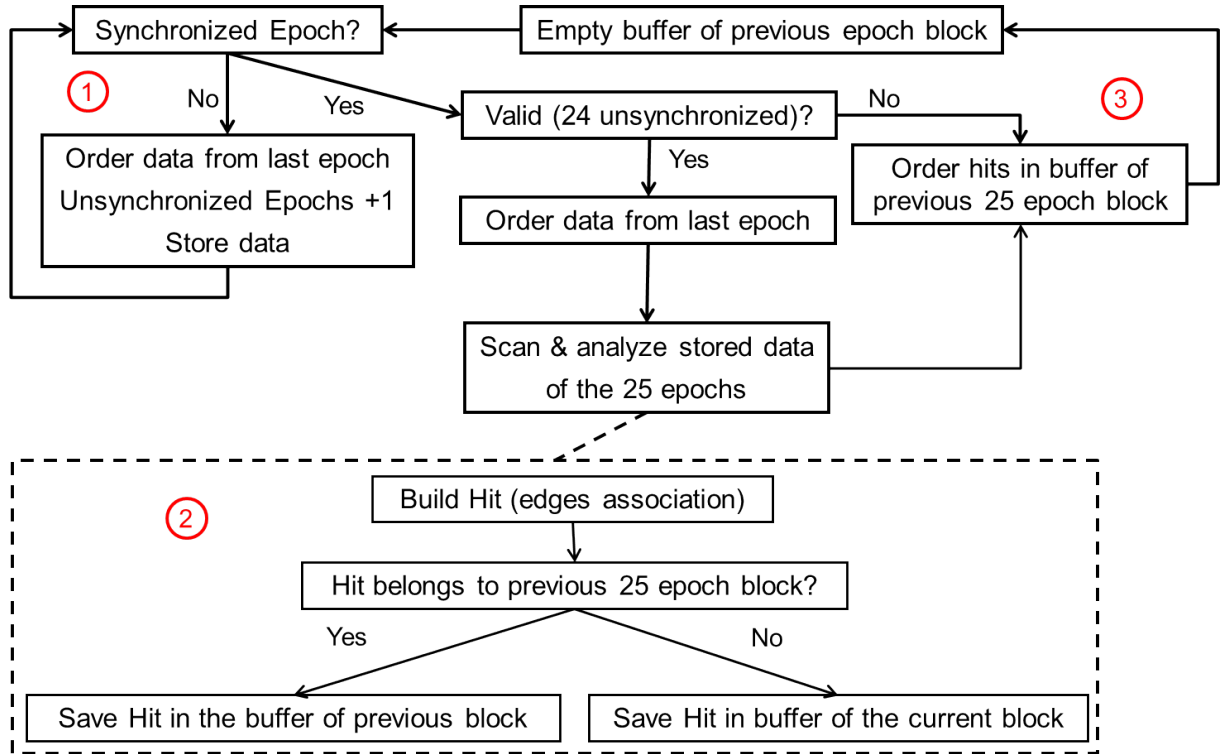 Synchronized Epoch?
Empty buffer of previous epoch block
1
No
Yes
Valid (24 unsynchronized)?
No
3
Order data from last epoch
Unsynchronized Epochs +1
Store data
Yes
Order hits in buffer of
previous 25 epoch block
Order data from last epoch
Scan & analyze stored data
of the 25 epochs
2
Build Hit (edges association)
Hit belongs to previous 25 epoch block?
Yes
No
Save Hit in the buffer of previous block
Save Hit in buffer of the current block